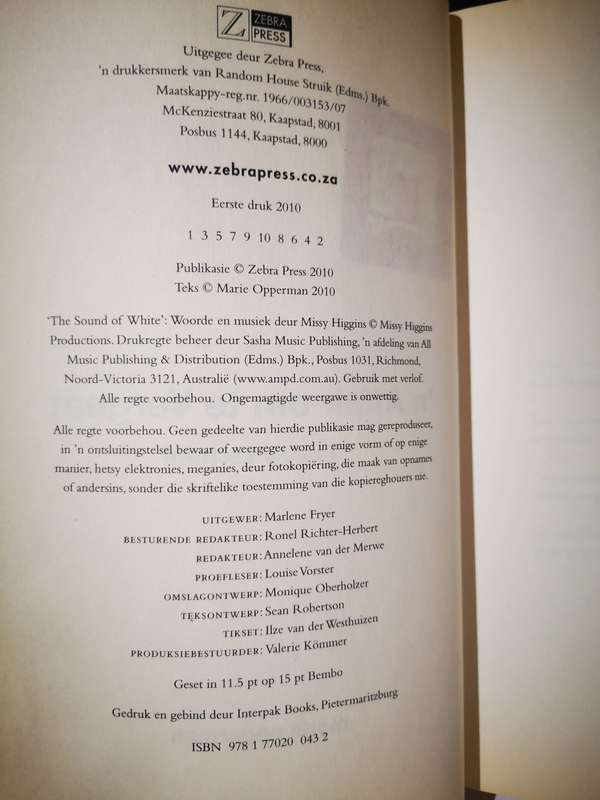 Z ZEBRA
PRESS
Uitgegee deur Zebra Press,
'n drukkersmerk van Random House Struik (Edms.) Bpk.
Maatskappy-reg.nr. 1966/003153/07
McKenziestraat 80, Kaapstad, 8001
Posbus 1144, Kaapstad, 8000
www.zebrapress.co.za
Eerste druk 2010
1 3 5 7 9 10 8 6 4 2
Publikasie © Zebra Press 2010
Teks © Marie Opperman 2010
'The Sound of White': Woorde en musiek deur Missy Higgins © Missy Higgins
Productions. Drukregte beheer deur Sasha Music Publishing, 'n afdeling van All
Music Publishing & Distribution (Edms.) Bpk., Posbus 1031, Richmond,
Noord-Victoria 3121, Australië (www.ampd.com.au). Gebruik met verlof.
Alle regte voorbehou. Ongemagtigde weergawe is onwettig.
Alle regte voorbehou. Geen gedeelte van hierdie publikasie mag gereproduseer,
in 'n ontsluitingstelsel bewaar of weergegee word in enige vorm of op enige
manier, hetsy elektronies, meganies, deur fotokopiëring, die maak van opnames
of andersins, sonder die skriftelike toestemming van die kopiereghouers nie.
UITGEWER: Marlene Fryer
BESTURENDE REDAKTEUR: Ronel Richter-Herbert
REDAKTEUR: Annelene van der Merwe
PROEFLESER: Louise Vorster
OMSLAGONTWERP: Monique Oberholzer
TEKSONTWERP: Sean Robertson
TIKSET: Ilze van der Westhuizen
PRODUKSIEBESTUURDER: Valerie Kömmer
Geset in 11.5 pt op 15 pt Bembo
Gedruk en gebind deur Interpak Books, Pietermaritzburg
ISBN 978 1 77020 043 2